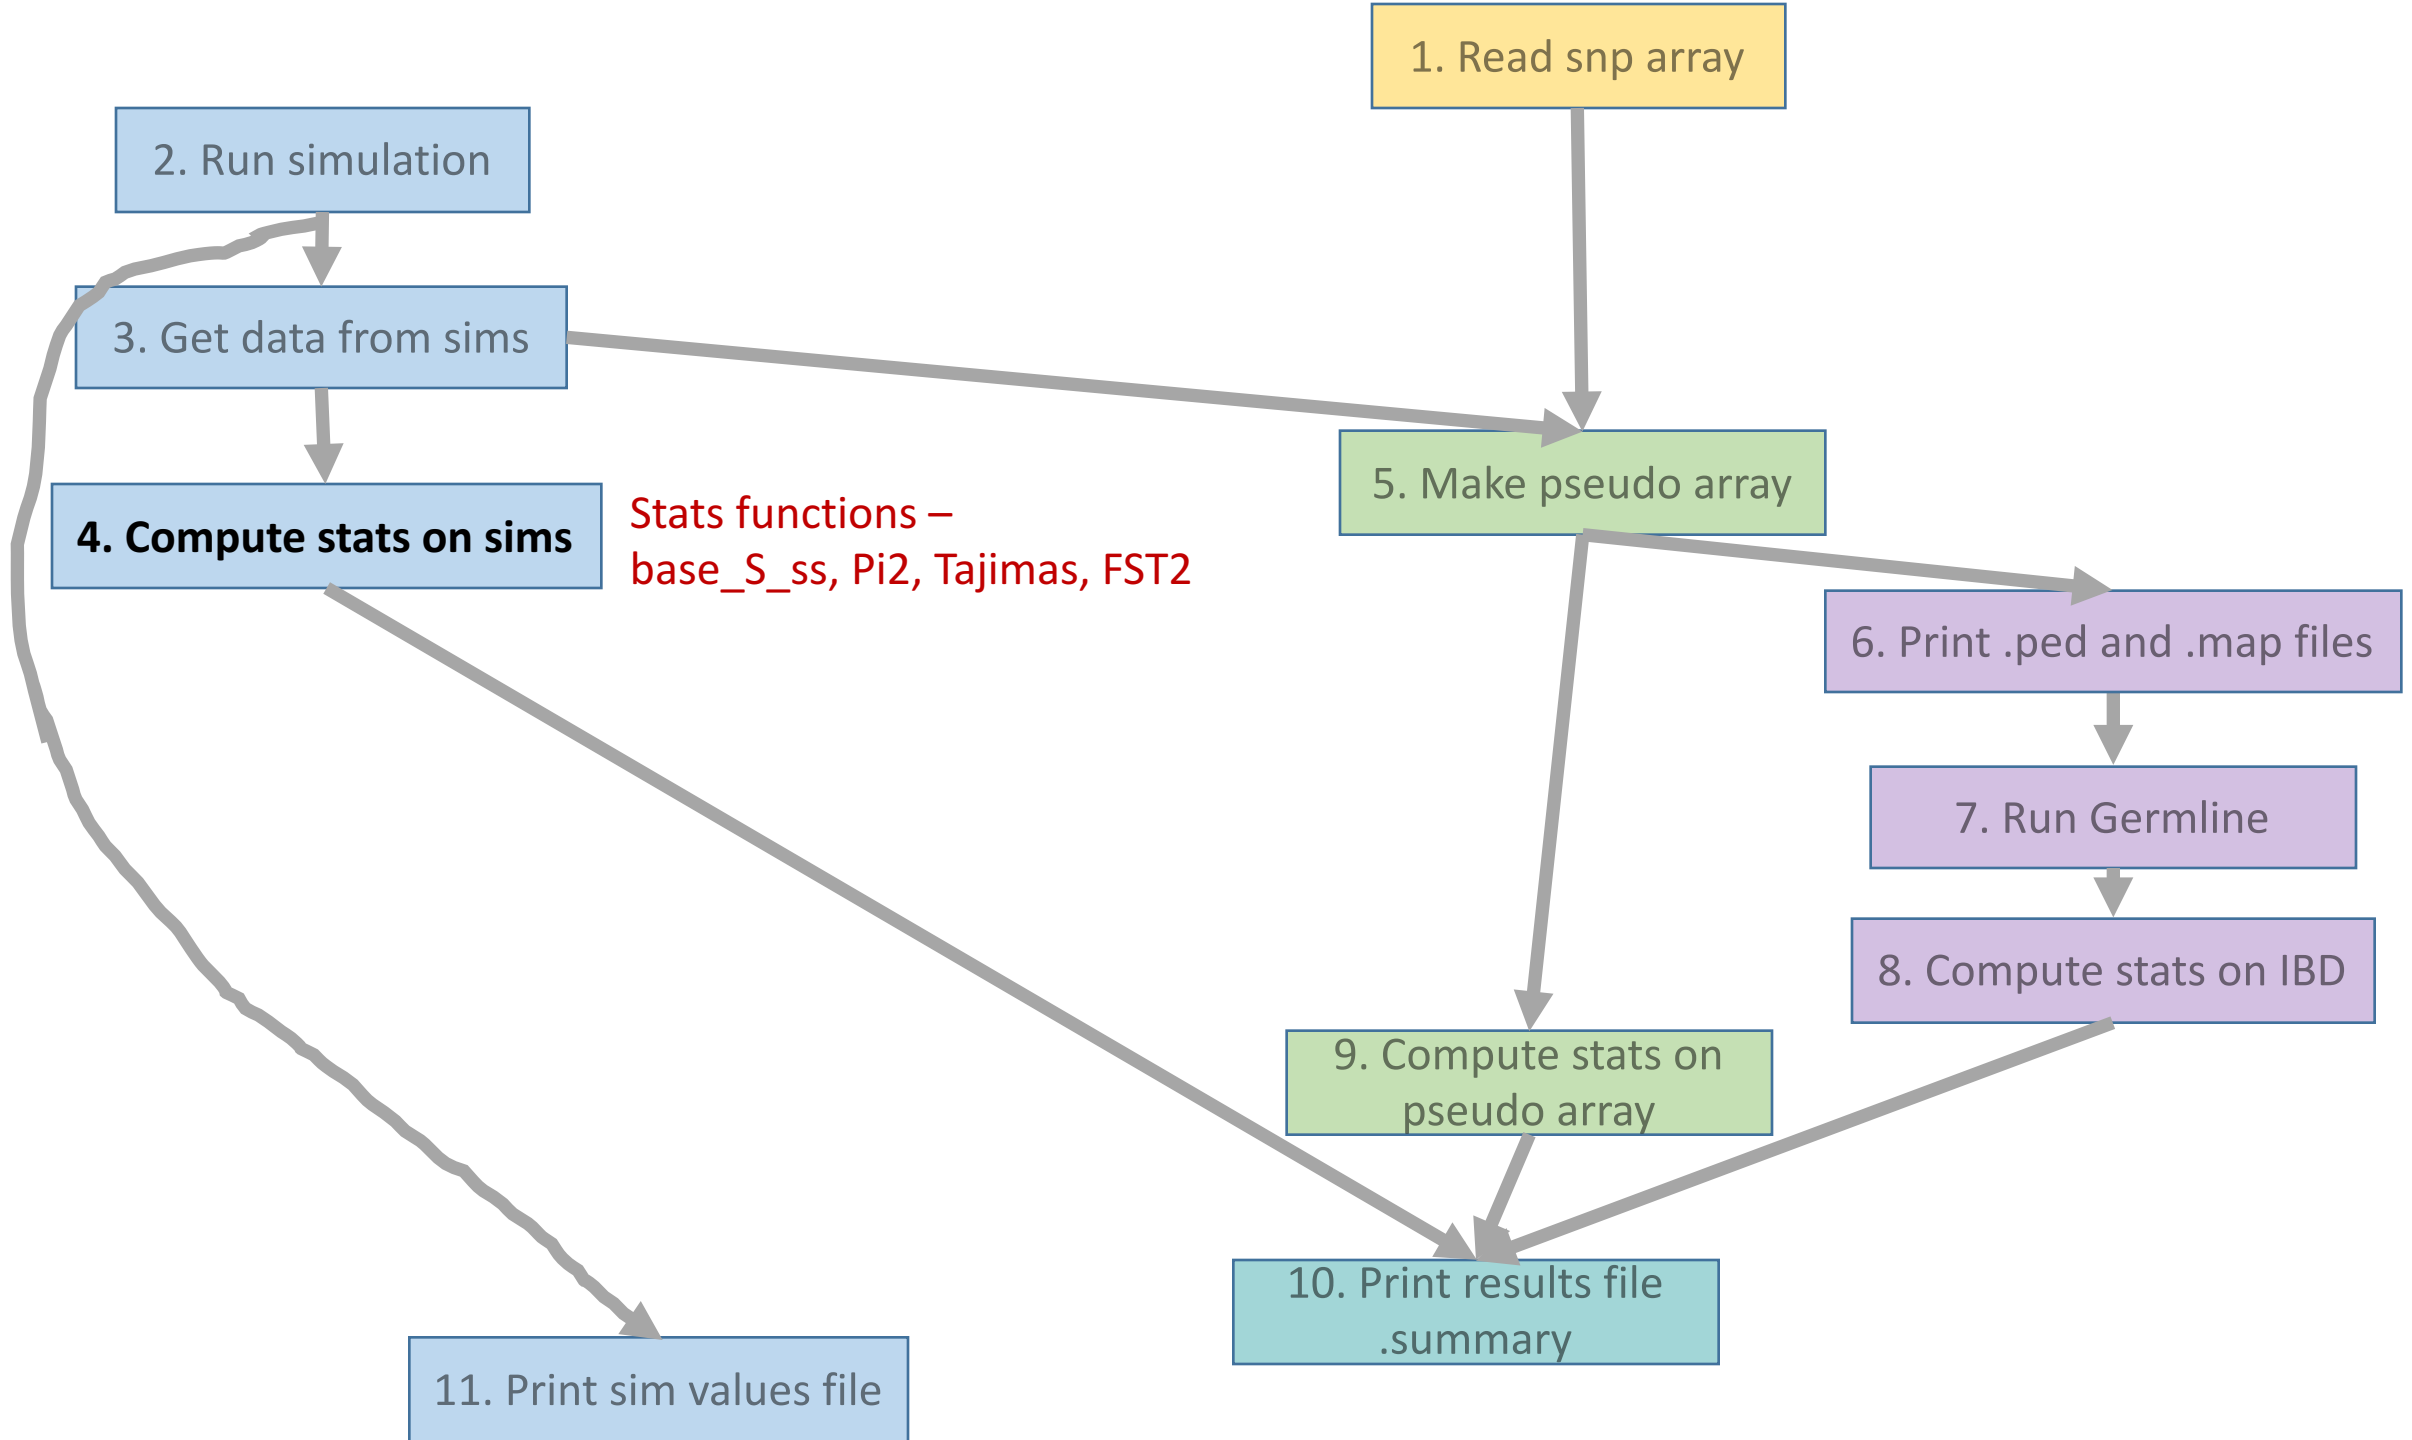 1. Read snp array
2. Run simulation
3. Get data from sims
4. Compute stats on sims
Stats functions –
base_S_ss, Pi2, Tajimas, FST2
5. Make pseudo array
6. Print .ped and .map files
7. Run Germline
8. Compute stats on IBD
9. Compute stats on
pseudo array
10. Print results file
.summary
11. Print sim values file